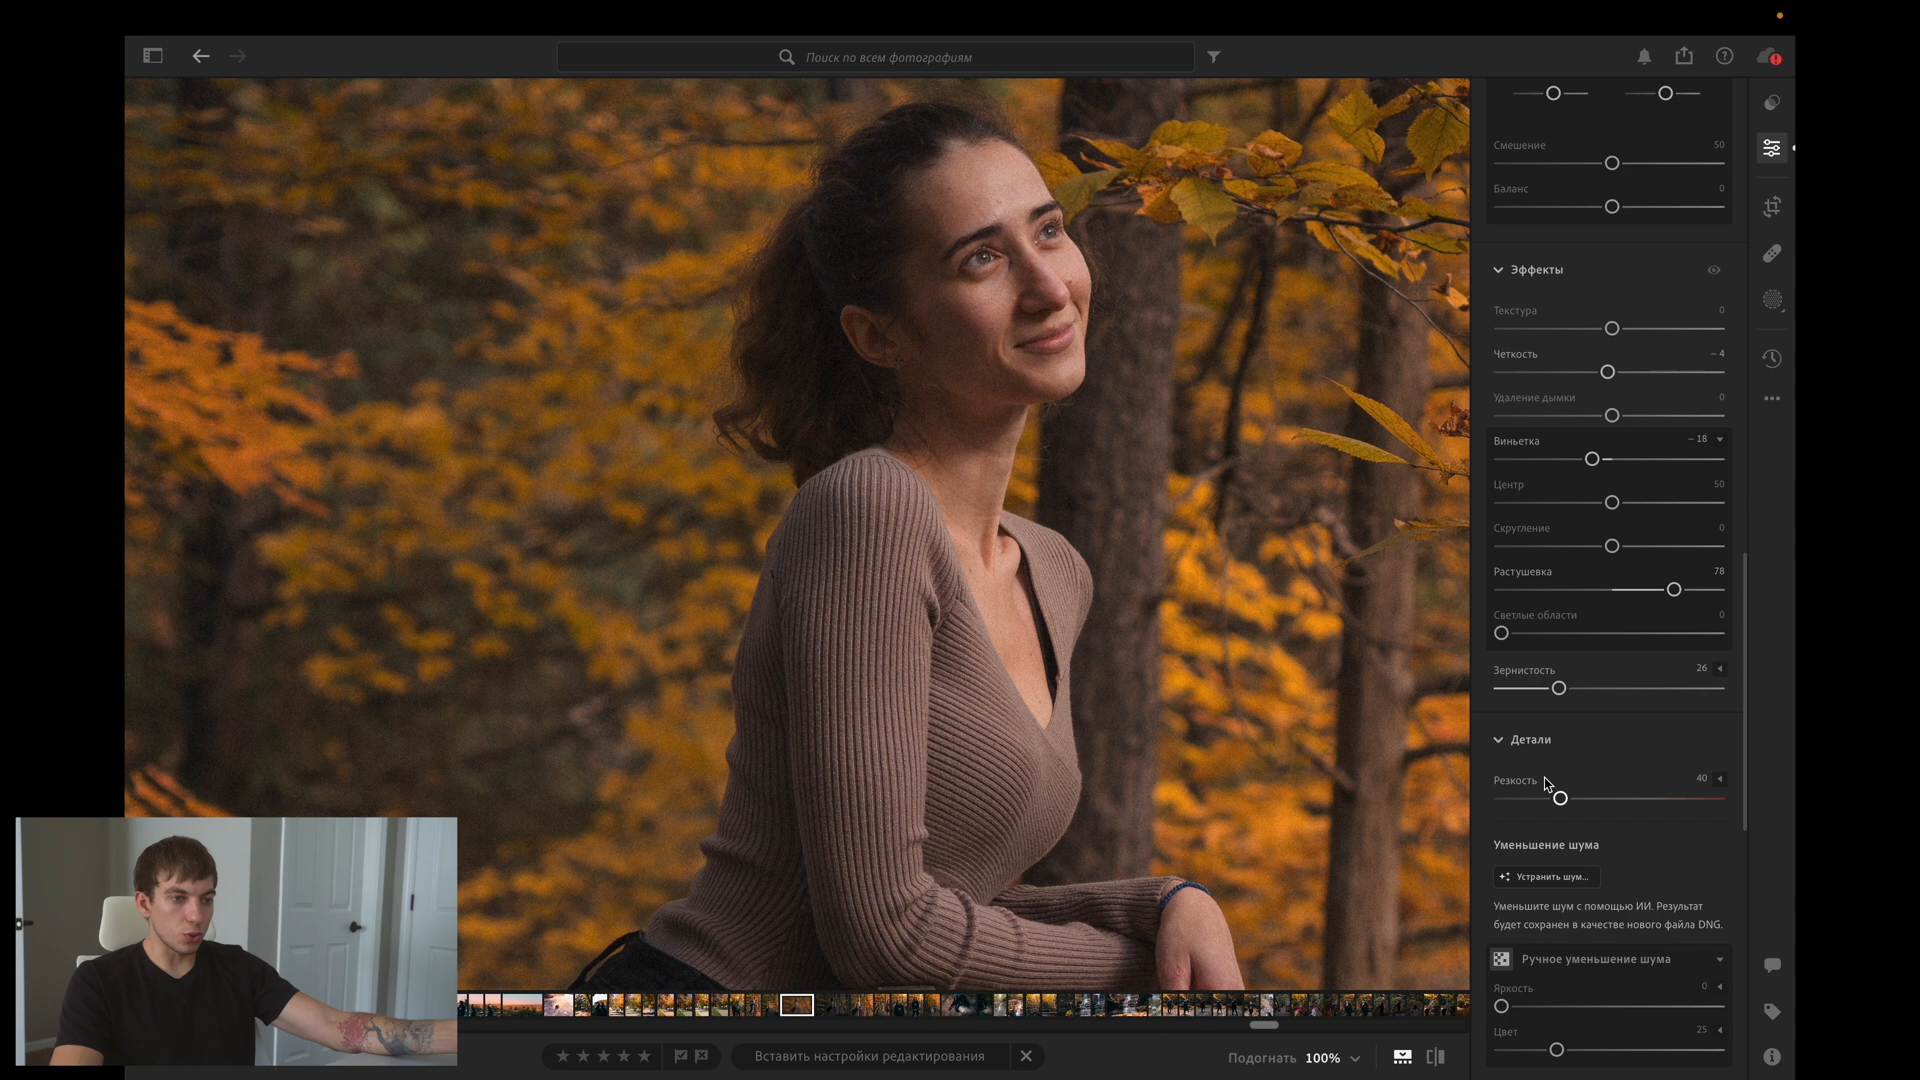 Поиск по всем фотографиям
Смешение 50
Баланс 0
Эффекты
Текстура 0
Четкость – 4
Удаление дымки 0
Виньетка – 18
Центр 50
Скругление 0
Растушевка 78
Светлые области 0
Зернистость 26
Детали
Резкость 40
Уменьшение шума
Устранить шум...
Уменьшите шум с помощью ИИ. Результат
будет сохранен в качестве нового файла DNG.
Ручное уменьшение шума
Яркость 0
Цвет 25
Вставить настройки редактирования
Подогнать 100%